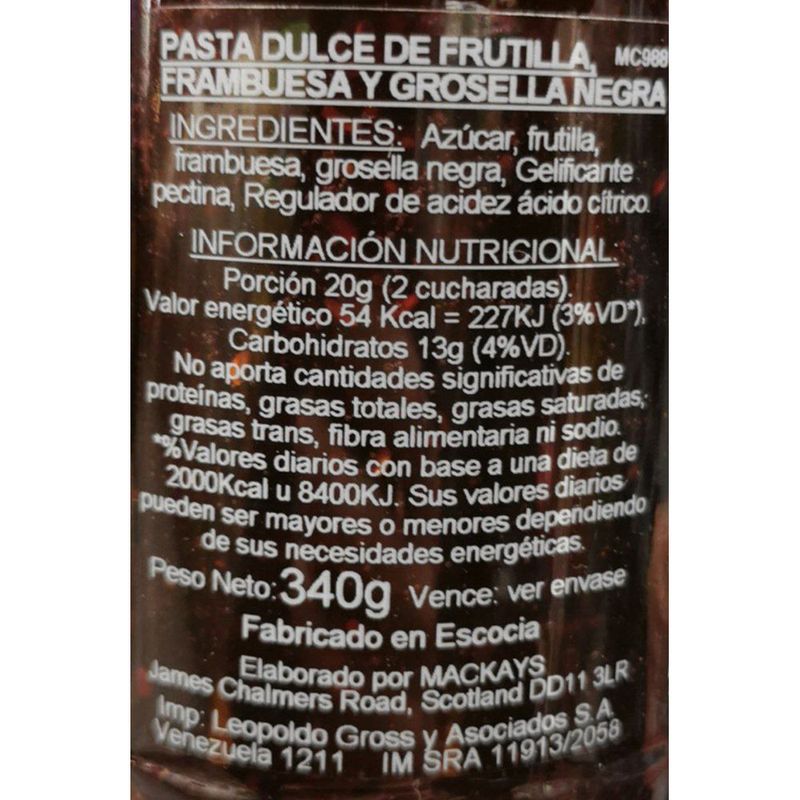 PASTA DULCE DE FRUTILLA, MC988
FRAMBUESA Y GROSELLA NEGRA
INGREDIENTES: Azúcar, frutilla,
frambuesa, grosella negra, Gelificante
pectina, Regulador de acidez ácido cítrico.
INFORMACIÓN NUTRICIONAL.
Porción 20g (2 cucharadas).
Valor energético 54 Kcal = 227KJ (3%VD*),
Carbohidratos 13g (4%VD).
No aporta cantidades significativas de
proteínas, grasas totales, grasas saturadas,
grasas trans, fibra alimentaria ni sodio.
*%Valores diarios con base a una dieta de
2000Kcal u 8400KJ. Sus valores diarios
pueden ser mayores o menores dependiendo
de sus necesidades energéticas.
Peso Neto: 340g Vence: ver envase
Fabricado en Escocia
Elaborado por MACKAYS
James Chalmers Road, Scotland DD11 3LR
Imp: Leopoldo Gross y Asociados S.A
Venezuela 1211 IM SRA 11913/2058